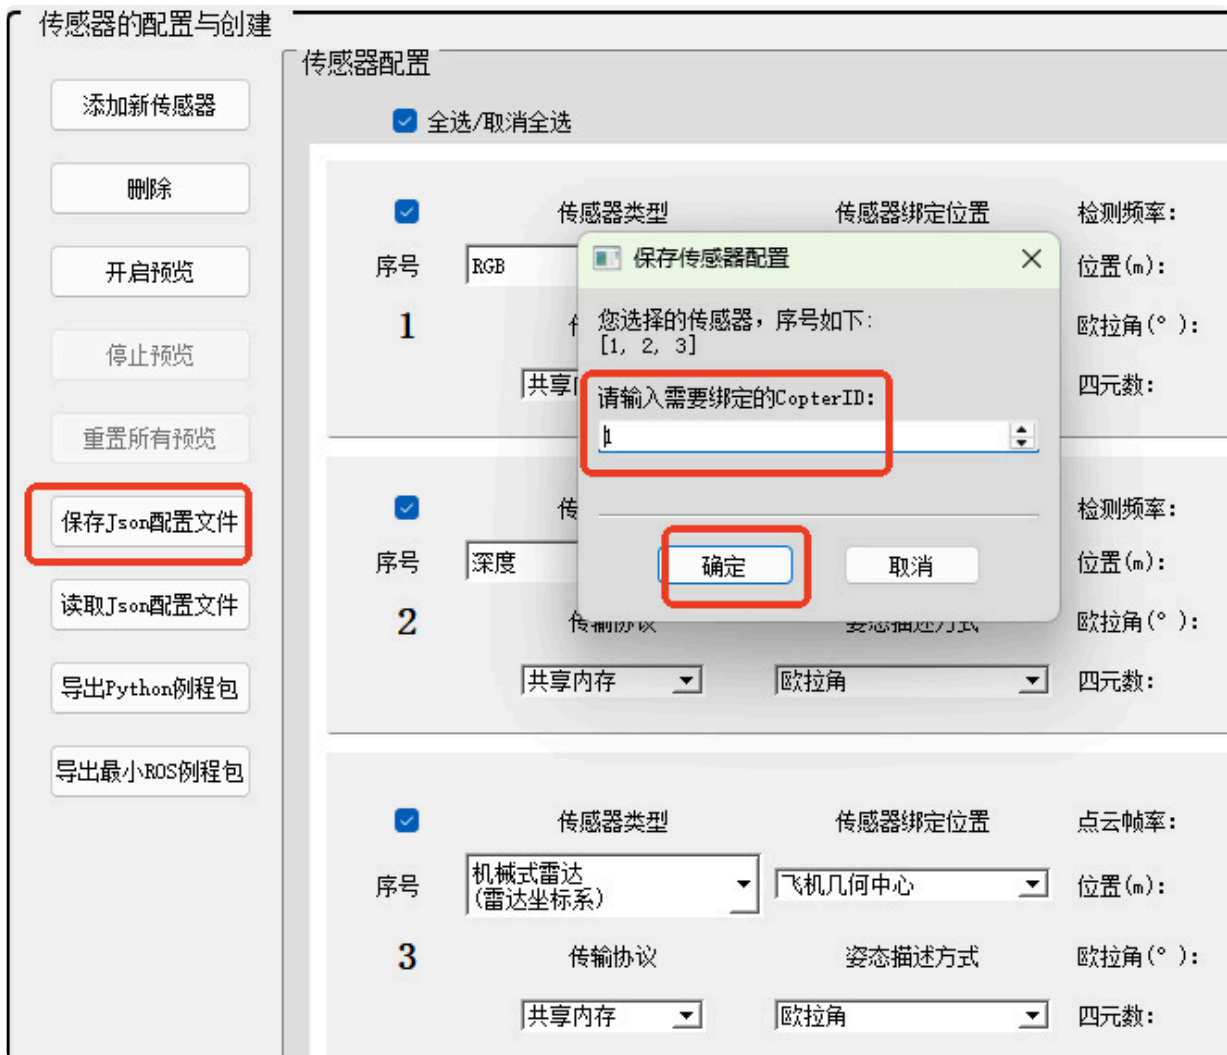 传感器的配置与创建
传感器配置
添加新传感器
删除
开启预览
停止预览
重置所有预览
保存Json配置文件
读取Json配置文件
导出Python例程包
导出最小ROS例程包
全选/取消全选
传感器类型
传感器绑定位置
检测频率:
序号
RGB
位置(m):
1
欧拉角(° ):
共享
四元数:
保存传感器配置
您选择的传感器，序号如下:
[1, 2, 3]
请输入需要绑定的CopterID:
1
确定
取消
传
检测频率:
序号
深度
位置(m):
2
传输协议
姿态描述方式
欧拉角(° ):
共享内存
欧拉角
四元数:
传感器类型
传感器绑定位置
点云帧率:
序号
机械式雷达
(雷达坐标系)
飞机几何中心
位置(m):
3
传输协议
姿态描述方式
欧拉角(° ):
共享内存
欧拉角
四元数: